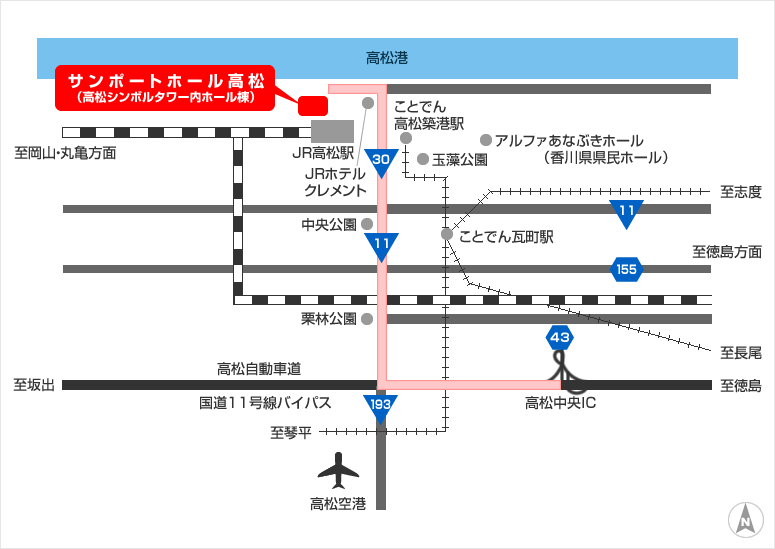 高松港
サンポートホール高松
（高松シンボルタワー内ホール棟）
ことでん
高松築港駅
アルファあなぶきホール
（香川県県民ホール）
至岡山・丸亀方面
JR高松駅
30
玉藻公園
JRホテル
クレメント
至志度
11
中央公園
11
ことでん瓦町駅
至徳島方面
155
栗林公園
43
至長尾
高松自動車道
至坂出
至徳島
国道11号線バイパス
193
高松中央IC
至琴平
高松空港
N